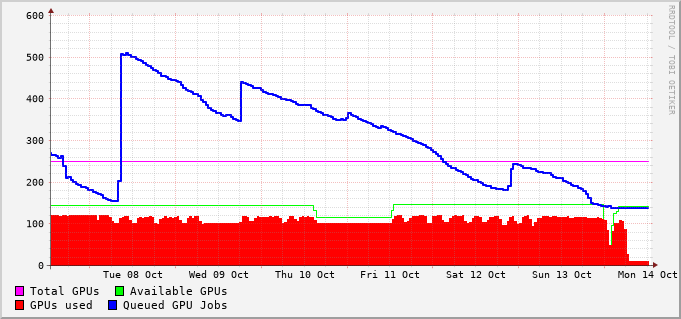 600
500
400
300
200
100
0
Tue 08 Oct Wed 09 Oct Thu 10 Oct Fri 11 Oct Sat 12 Oct Sun 13 Oct Mon 14 Oct
Total GPUs Available GPUs
GPUs used Queued GPU Jobs
RRDTOOL / TOBI OETIKER